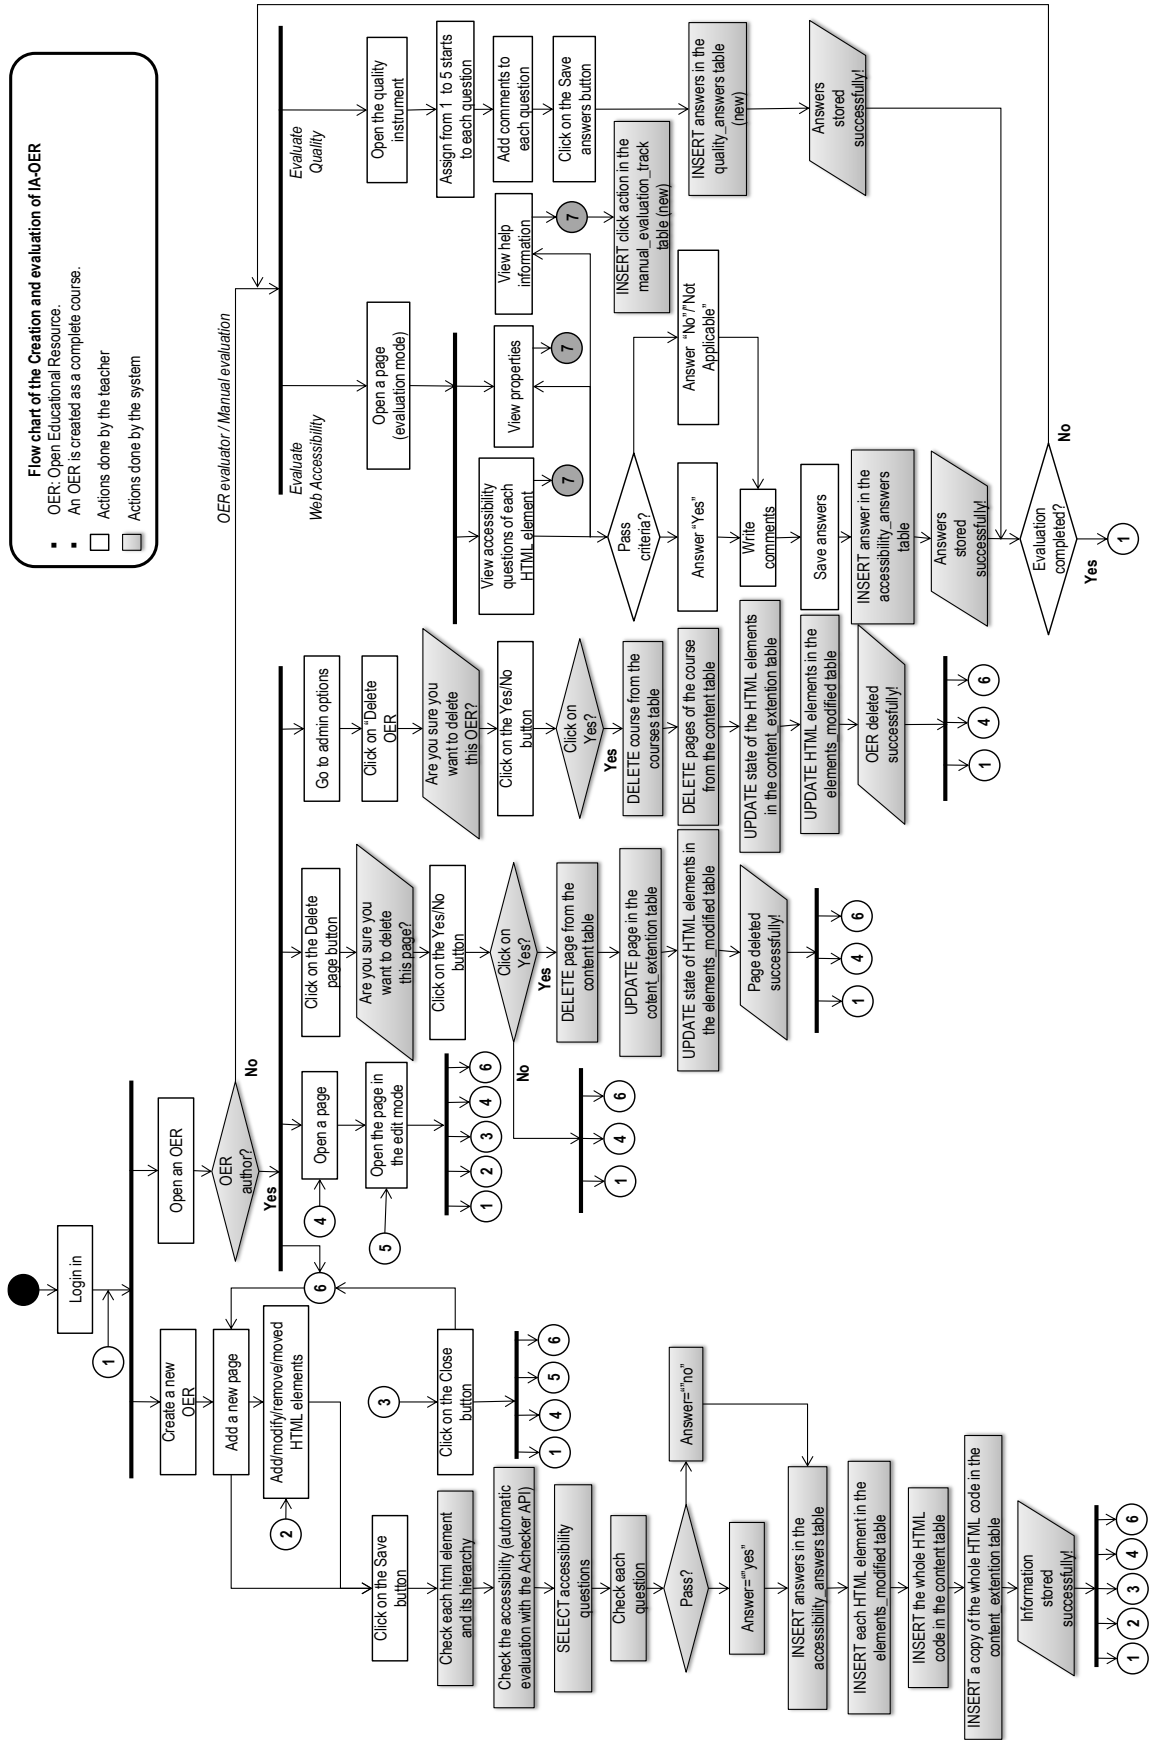 Flow chart of the Creation and evaluation of IA-OER
▪ OER: Open Educational Resource.
▪ An OER is created as a complete course.
Actions done by the teacher
Actions done by the system
Login in
1
Create a new
OER
Add a new page
Add/modify/remove/moved
HTML elements
2
Click on the Save
button
Check each html element
and its hierarchy
Check the accessibility (automatic
evaluation with the Achecker API)
SELECT accessibility
questions
Check each
question
Pass?
Answer=""yes"
Answer=""no"
INSERT answers in the
accessibility_answers table
INSERT each HTML element in the
elements_modified table
INSERT the whole HTML
code in the content table
INSERT a copy of the whole HTML code in the
content_extention table
Information
stored
successfully!
1
2
3
4
6
3
Click on the Close
button
1
4
5
6
6
Open an OER
OER
author?
Yes
No
4
Open a page
5
Open the page in
the edit mode
1
2
3
4
6
Click on the Delete
page button
Are you sure you
want to delete
this page?
Click on the Yes/No
button
Click on
Yes?
No
1
4
6
Yes
DELETE page from the
content table
UPDATE page in the
cotent_extention table
UPDATE state of HTML elements in
the elements_modified table
Page deleted
successfully!
1
4
6
Go to admin options
Click on “Delete
OER
Are you sure you
want to delete
this OER?
Click on the Yes/No
button
Click on
Yes?
Yes
DELETE course from the
courses table
DELETE pages of the course
from the content table
UPDATE state of the HTML elements
in the content_extention table
UPDATE HTML elements in the
elements_modified table
OER deleted
successfully!
1
4
6
OER evaluator / Manual evaluation
Evaluate
Web Accessibility
Open a page
(evaluation mode)
View accessibility
questions of each
HTML element
7
View properties
7
View help
information
7
INSERT click action in the
manual_evaluation_track
table (new)
Pass
criteria?
Answer “Yes”
Answer “No”/”Not
Applicable”
Write
comments
Save answers
INSERT answer in the
accessibility_answers
table
Answers
stored
successfully!
Evaluate
Quality
Open the quality
instrument
Assign from 1 to 5 starts
to each question
Add comments to
each question
Click on the Save
answers button
INSERT answers in the
quality_answers table
(new)
Answers
stored
successfully!
Evaluation
completed?
No
Yes
1